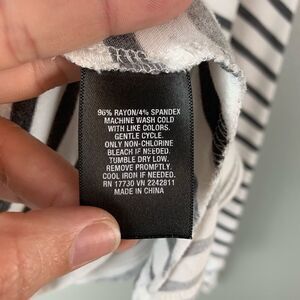 96% RAYON/4% SPANDEX
MACHINE WASH COLD
WITH LIKE COLORS.
GENTLE CYCLE.
ONLY NON-CHLORINE
BLEACH IF NEEDED.
TUMBLE DRY LOW.
REMOVE PROMPTLY
COOL IRON IF NEEDED.
RN 17730 VN 2242811
MADE IN CHINA